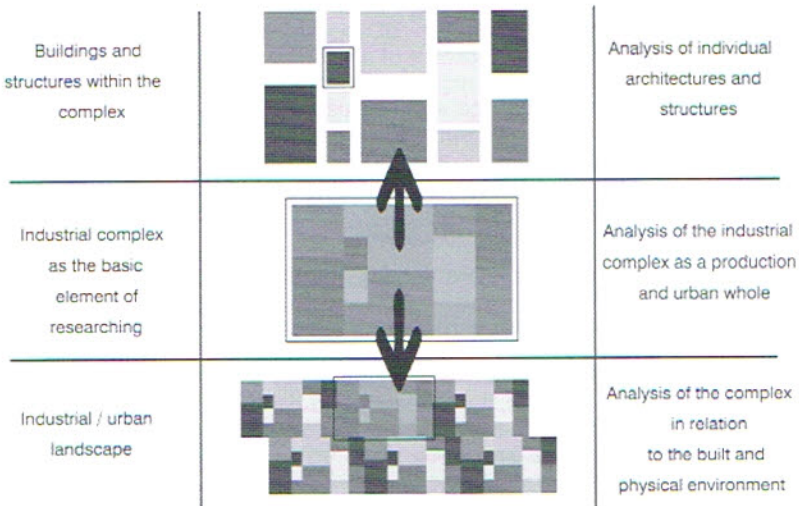 Buildings and
structures within the
complex
Analysis of individual
architectures and
structures
Industrial complex
as the basic
element of
researching
Analysis of the industrial
complex as a production
and urban whole
Industrial / urban
landscape
Analysis of the complex
in relation
to the built and
physical environment